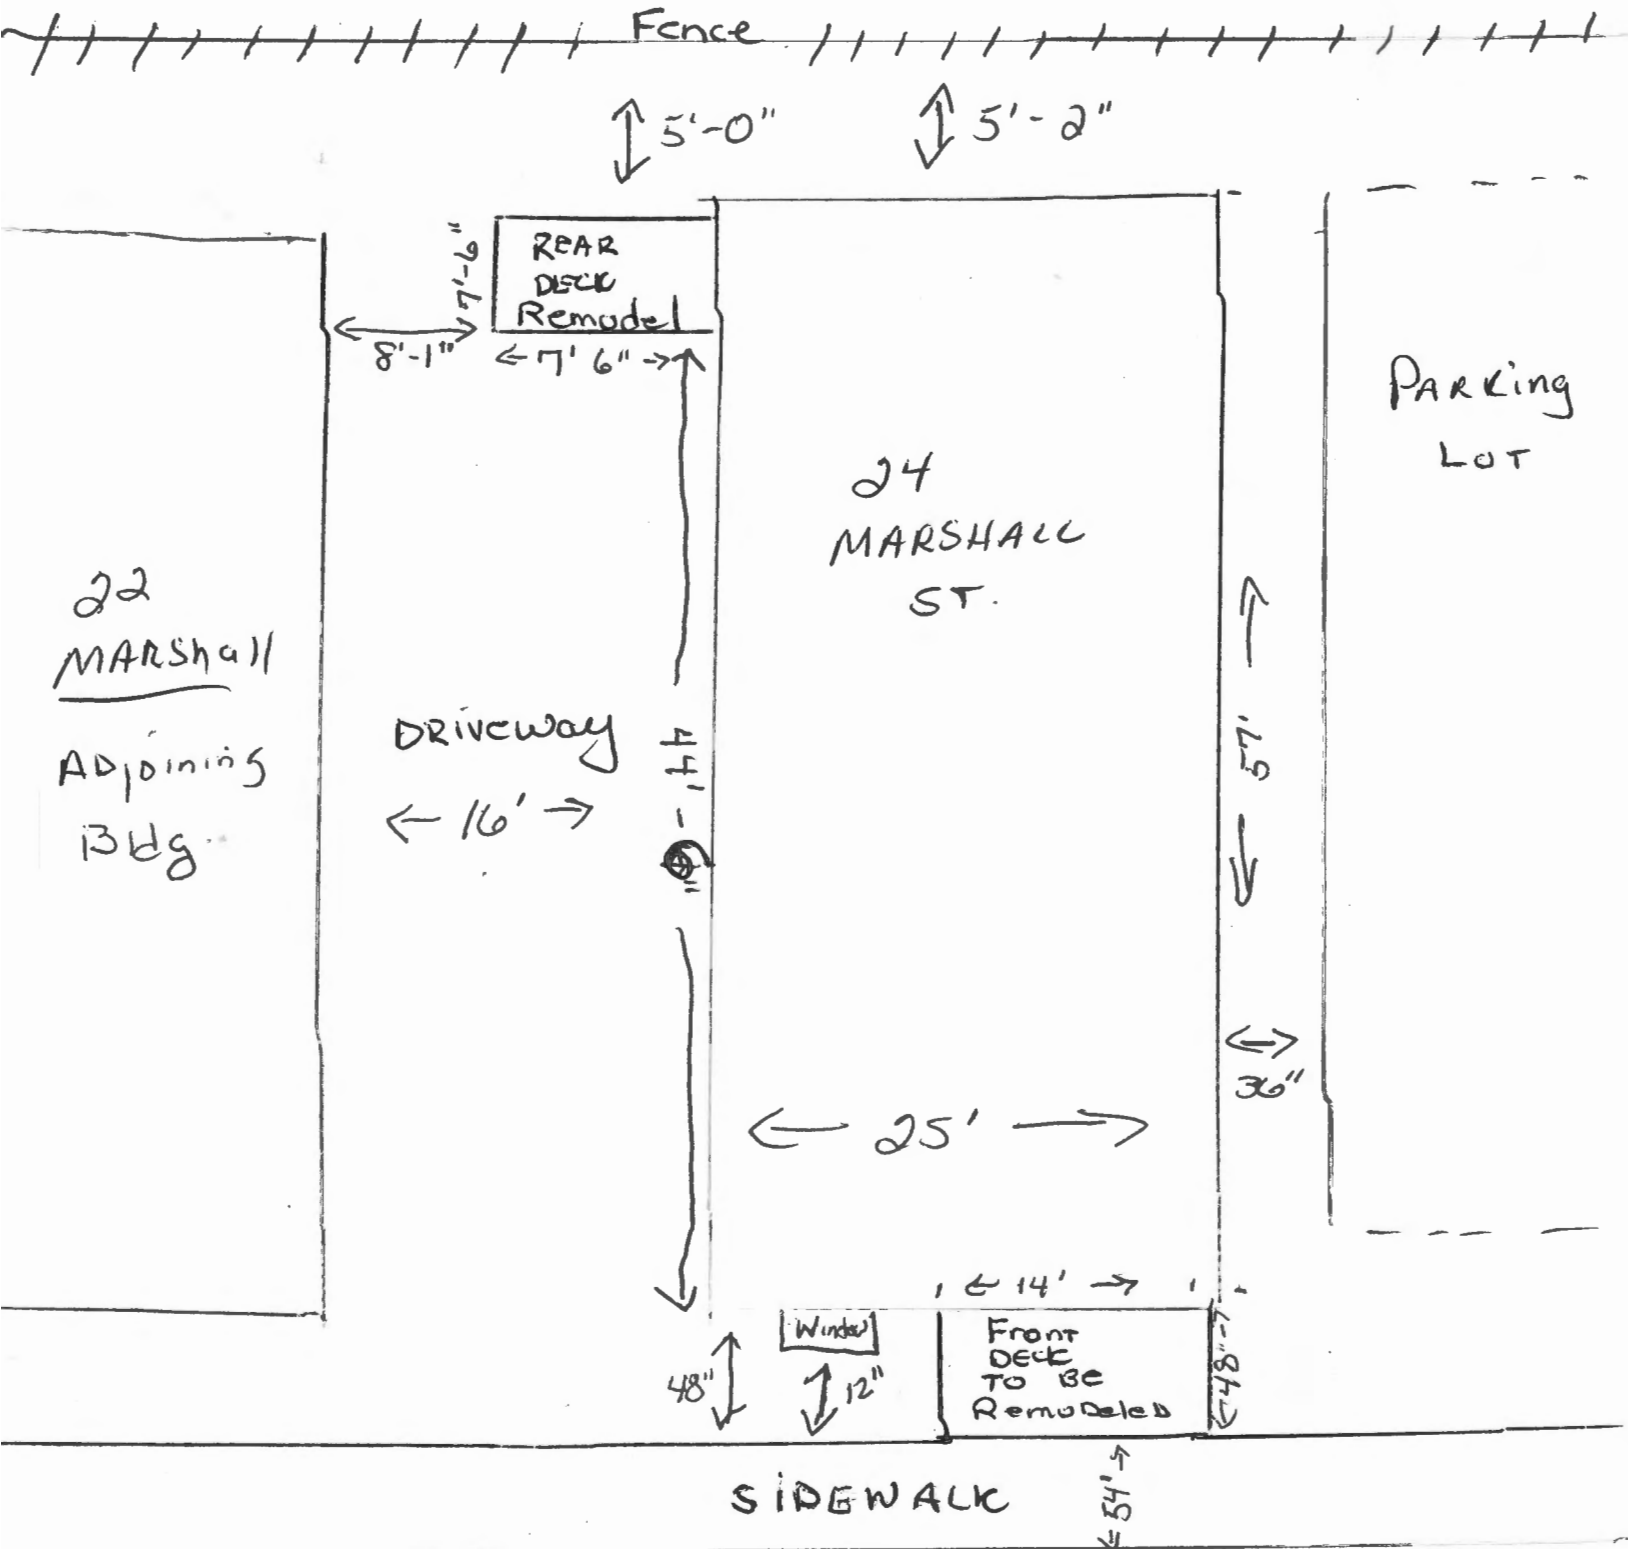 Fence
5'-0"
5'-2"
REAR
DECK
Remodel
7'-6"
8'-1"
7' 6"
PARKing
LOT
24
MARSHALL
ST.
22
MARShall
ADjoining
Bldg.
DRiveway
16'
44'-
57'
36"
25'
14'
Window
48"
12"
Front
DECK
TO BE
RemoDeleD
48"
SiDEWALK
54'